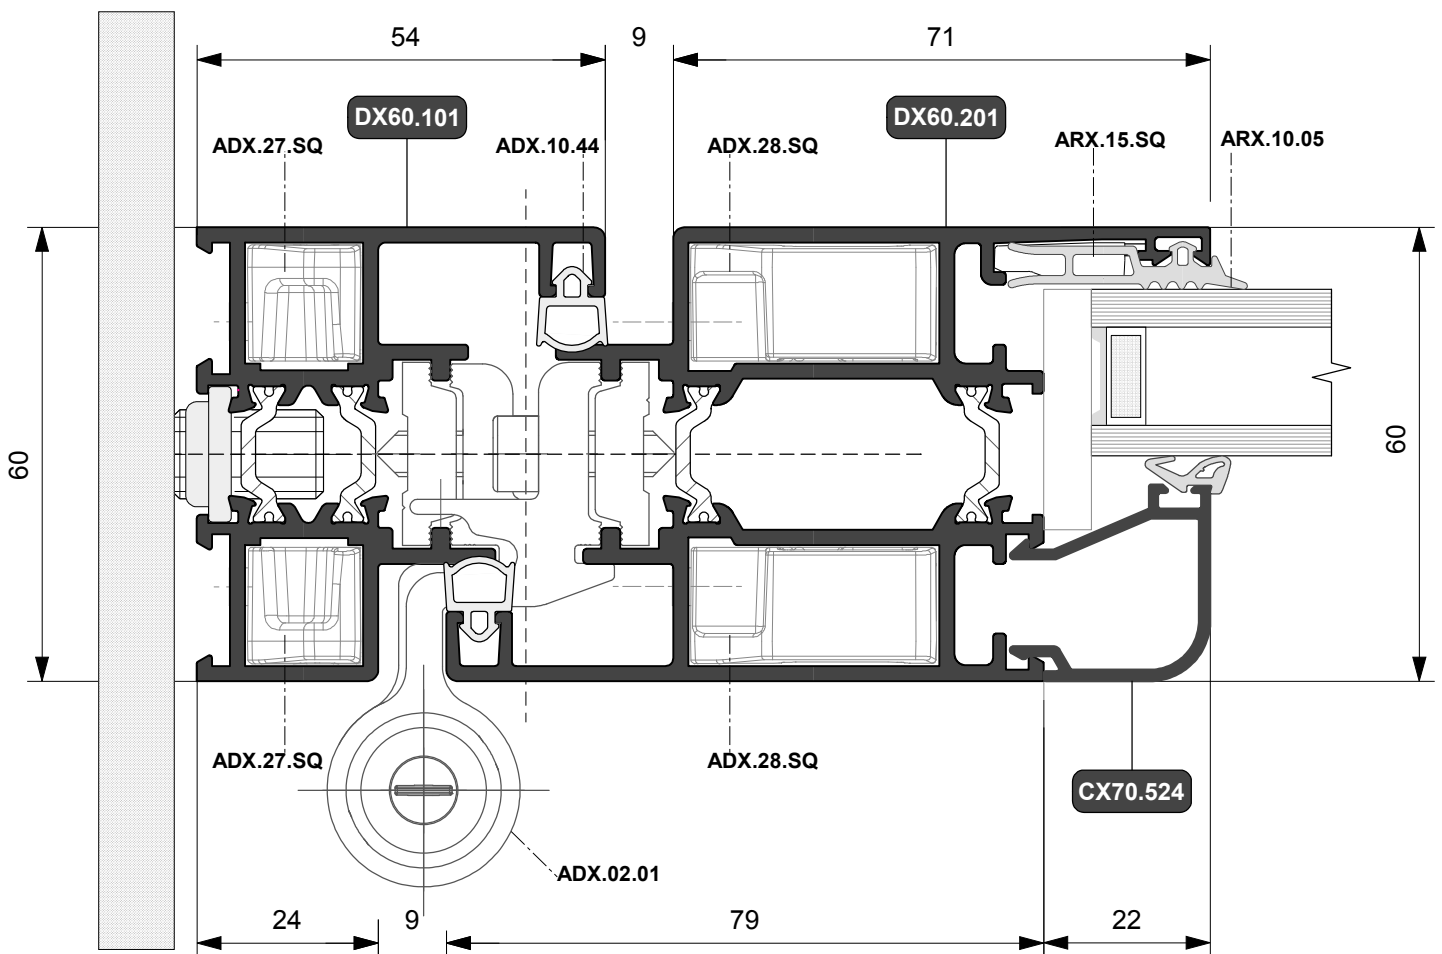 54
9
71
DX60.101
DX60.201
ADX.27.SQ
ADX.10.44
ADX.28.SQ
ARX.15.SQ
ARX.10.05
60
60
ADX.27.SQ
ADX.28.SQ
CX70.524
ADX.02.01
24
9
79
22